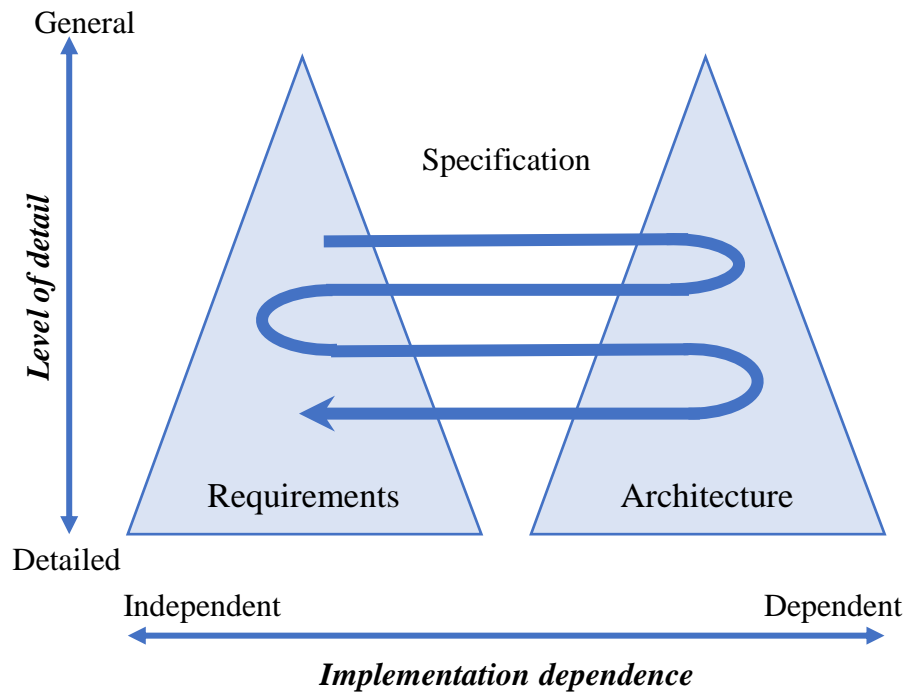 General
Specification
Level of detail
Requirements
Architecture
Detailed
Independent
Dependent
Implementation dependence